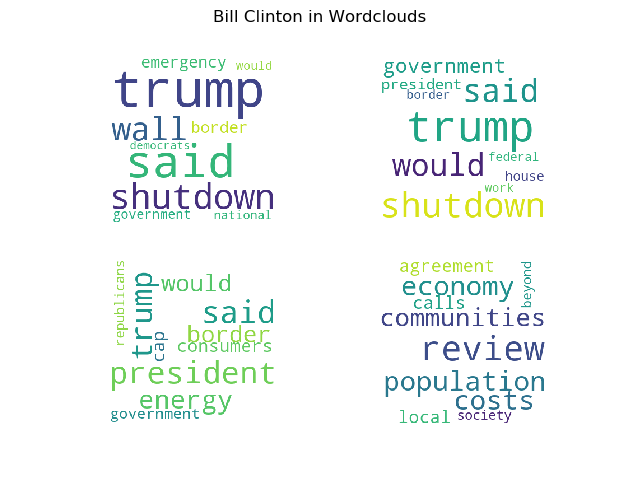 Bill Clinton in Wordclouds
emergency would
trump
wall border
democrats
said
shutdown
government national
government
president said
border
trump
would federal
house
work
shutdown
republicans
trump
would
said
cap
border
consumers
president
energy
government
agreement
beyond
economy
calls
communities
review
population
costs
local society